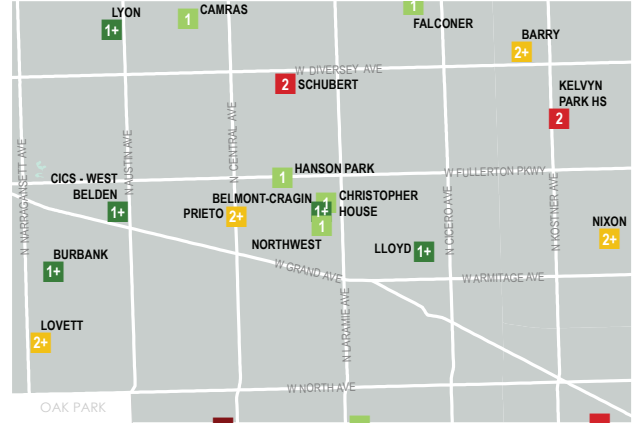 LYON
1+
CAMRAS
1
1
FALCONER
BARRY
2+
W DIVERSEY AVE
2
SCHUBERT
KELVYN
PARK HS
2
N NARRAGANSETT AVE
N AUSTIN AVE
N CENTRAL AVE
HANSON PARK
1
W FULLERTON PKWY
CICS - WEST
BELDEN
1+
BELMONT-CRAGIN
PRIETO
2+
1
1+
1
CHRISTOPHER
HOUSE
NORTHWEST
LLOYD
1+
N CICERO AVE
N KOSTNER AVE
NIXON
2+
BURBANK
1+
W GRAND AVE
W ARMITAGE AVE
LOVETT
2+
N LARAMIE AVE
W NORTH AVE
OAK PARK